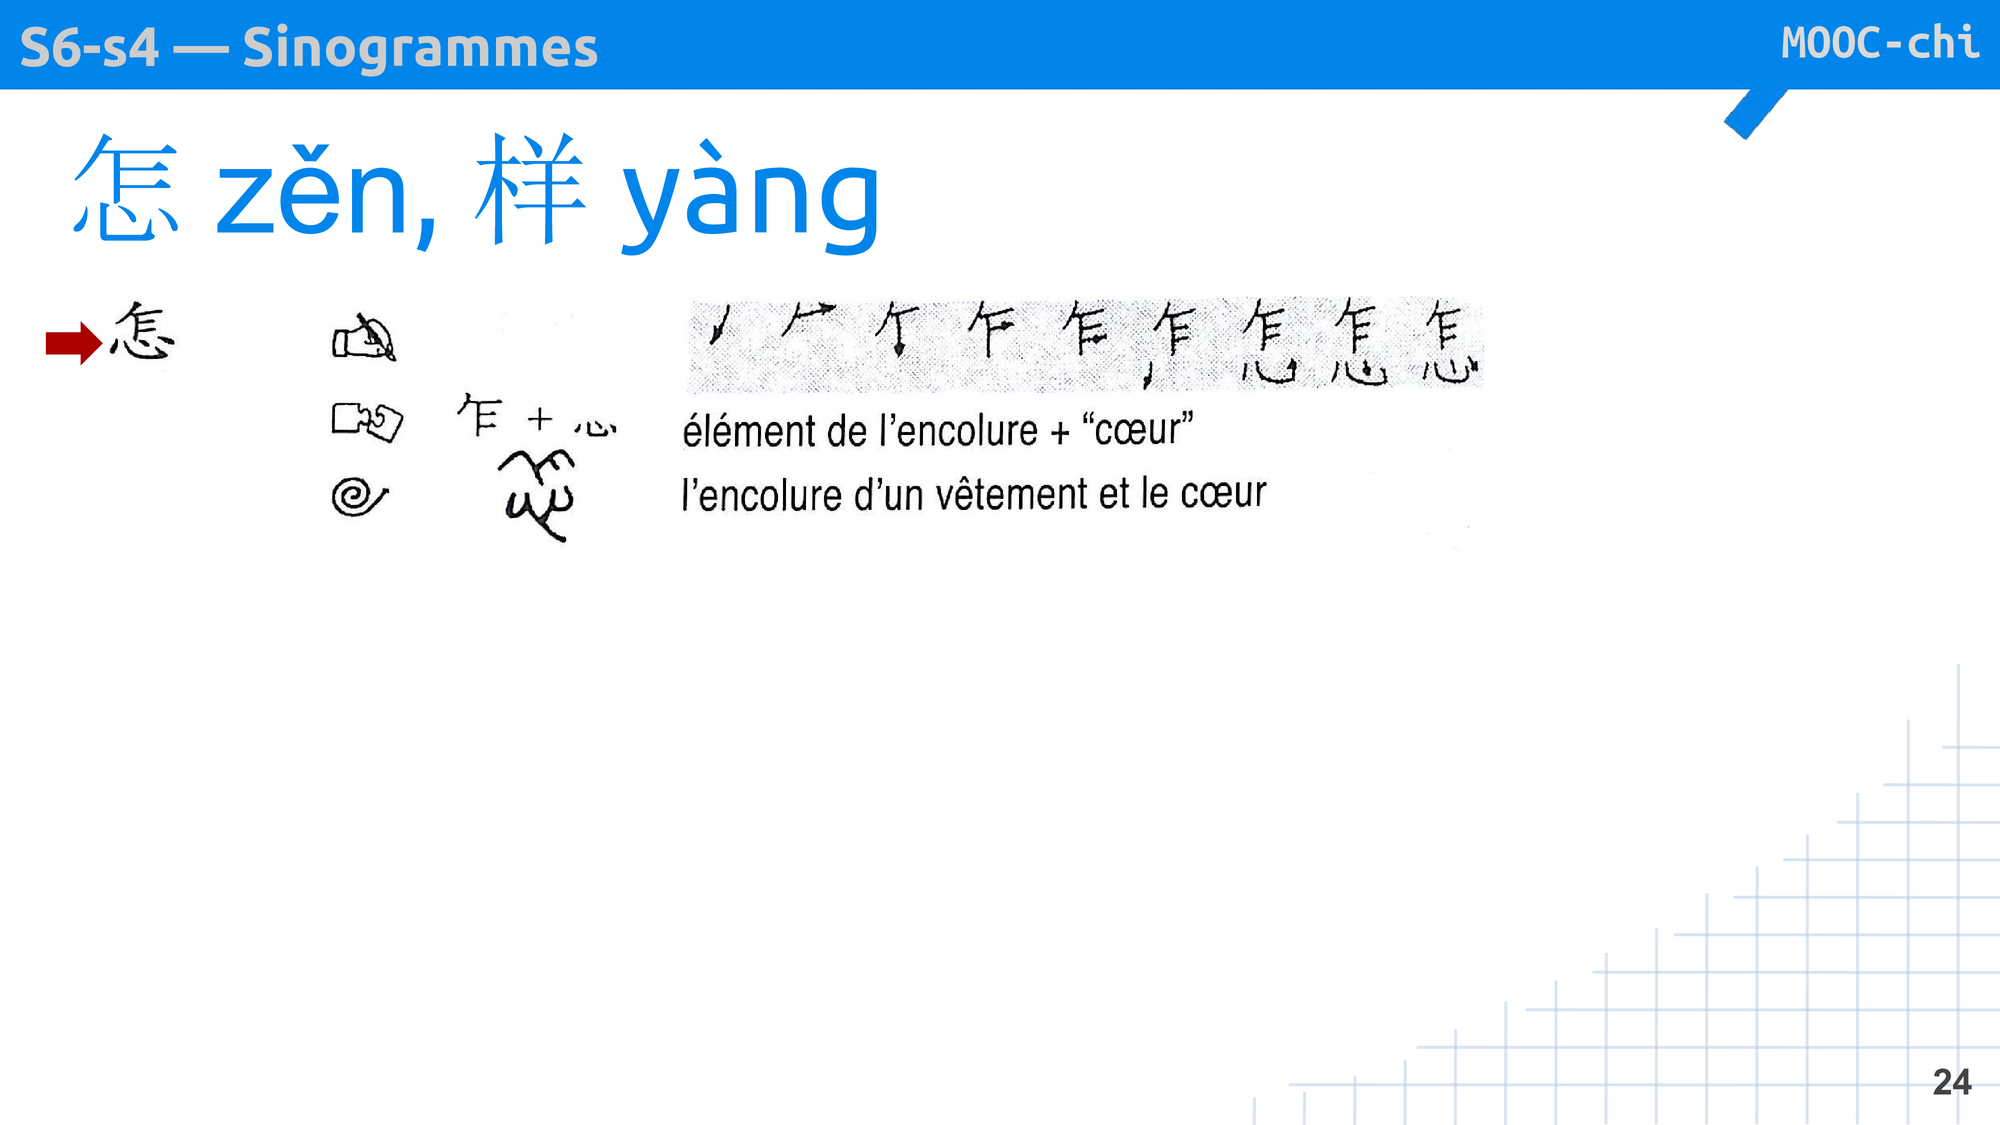 S6-s4 — Sinogrammes
MOOC-chi
怎 zěn, 样 yàng
怎
乍 + 心 élément de l’encolure + “cœur”
l’encolure d’un vêtement et le cœur
24